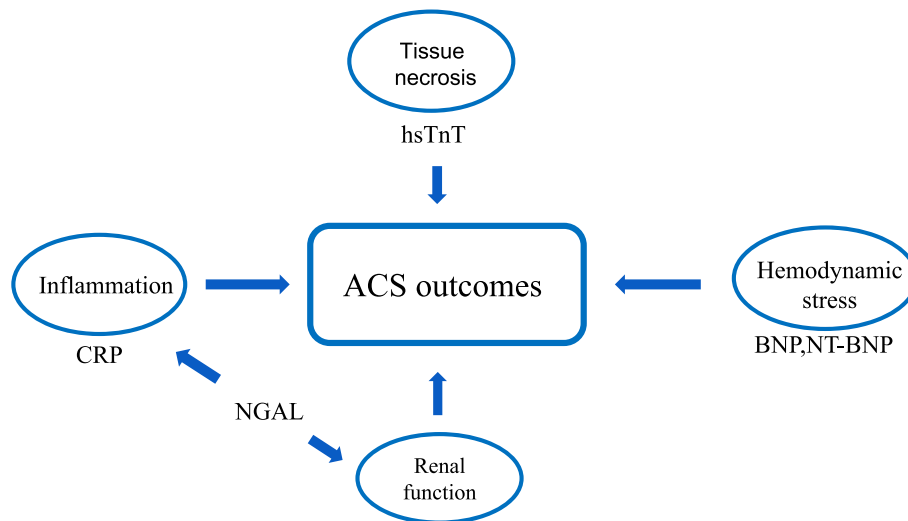 Tissue
necrosis
hsTnT
Inflammation
CRP
ACS outcomes
Hemodynamic
stress
BNP,NT-BNP
NGAL
Renal
function